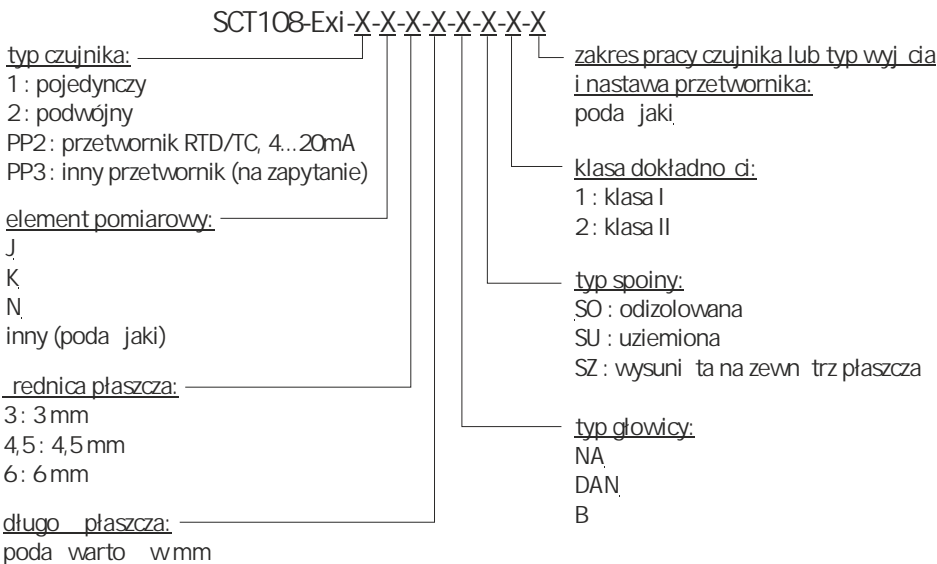 SCT108-Exi-X-X-X-X-X-X-X-X
typ czujnika:
1 : pojedynczy
2 : podwójny
PP2 : przetwornik RTD/TC, 4...20mA
PP3 : inny przetwornik (na zapytanie)
element pomiarowy:
J
K
N
inny (poda jaki)
rednica płaszcza:
3 : 3 mm
4,5 : 4,5 mm
6 : 6 mm
długo płaszcza:
poda warto w mm
zakres pracy czujnika lub typ wyj cia
i nastawa przetwornika:
poda jaki
klasa dokładno ci:
1 : klasa I
2 : klasa II
typ spoiny:
SO : odizolowana
SU : uziemiona
SZ : wysuni ta na zewn trz płaszcza
typ głowicy:
NA
DAN
B